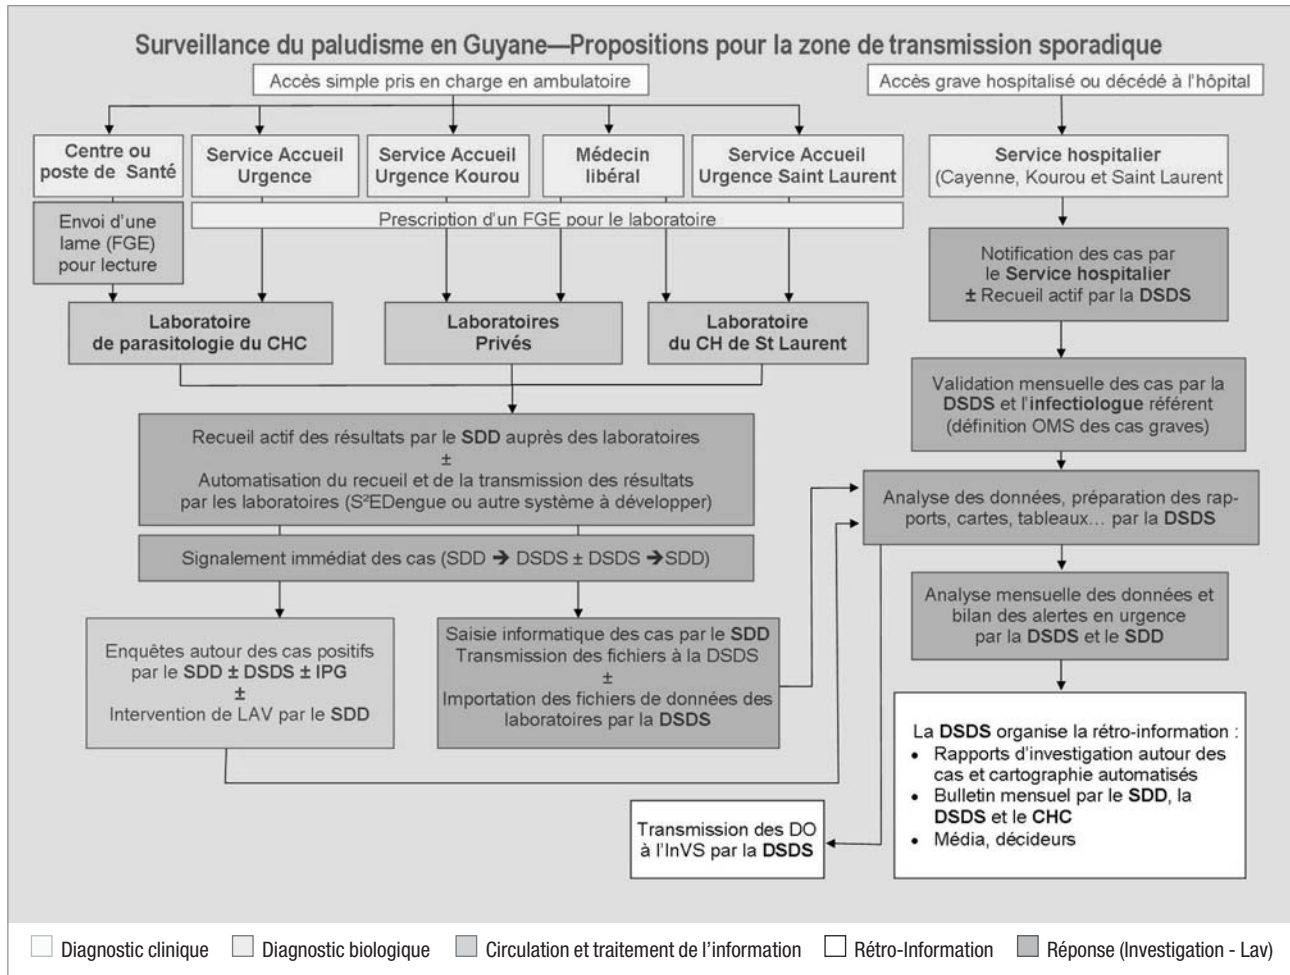 Surveillance du paludisme en Guyane—Propositions pour la zone de transmission sporadique
Accès simple pris en charge en ambulatoire
Accès grave hospitalisé ou décédé à l'hôpital
Centre ou
poste de Santé
Service Accueil
Urgence
Service Accueil
Urgence Kourou
Médecin
libéral
Service Accueil
Urgence Saint Laurent
Service hospitalier
(Cayenne, Kourou et Saint Laurent
Envoi d'une
lame (FGE)
pour lecture
Prescription d'un FGE pour le laboratoire
Notification des cas par
le Service hospitalier
± Recueil actif par la DSDS
Laboratoire
de parasitologie du CHC
Laboratoires
Privés
Laboratoire
du CH de St Laurent
Validation mensuelle des cas par la
DSDS et l'infectiologue référent
(définition OMS des cas graves)
Recueil actif des résultats par le SDD auprès des laboratoires
±
Automatisation du recueil et de la transmission des résultats
par les laboratoires (S²EDengue ou autre système à développer)
Analyse des données, préparation des rap-
ports, cartes, tableaux… par la DSDS
Signalement immédiat des cas (SDD ➔ DSDS ± DSDS ➔SDD)
Analyse mensuelle des données et
bilan des alertes en urgence
par la DSDS et le SDD
Enquêtes autour des cas positifs
par le SDD ± DSDS ± IPG
±
Intervention de LAV par le SDD
Saisie informatique des cas par le SDD
Transmission des fichiers à la DSDS
±
Importation des fichiers de données des
laboratoires par la DSDS
La DSDS organise la rétro-information :
• Rapports d'investigation autour des
cas et cartographie automatisés
• Bulletin mensuel par le SDD, la
DSDS et le CHC
• Média, décideurs
Transmission des DO
à l'InVS par la DSDS
Diagnostic clinique
Diagnostic biologique
Circulation et traitement de l'information
Rétro-Information
Réponse (Investigation - Lav)